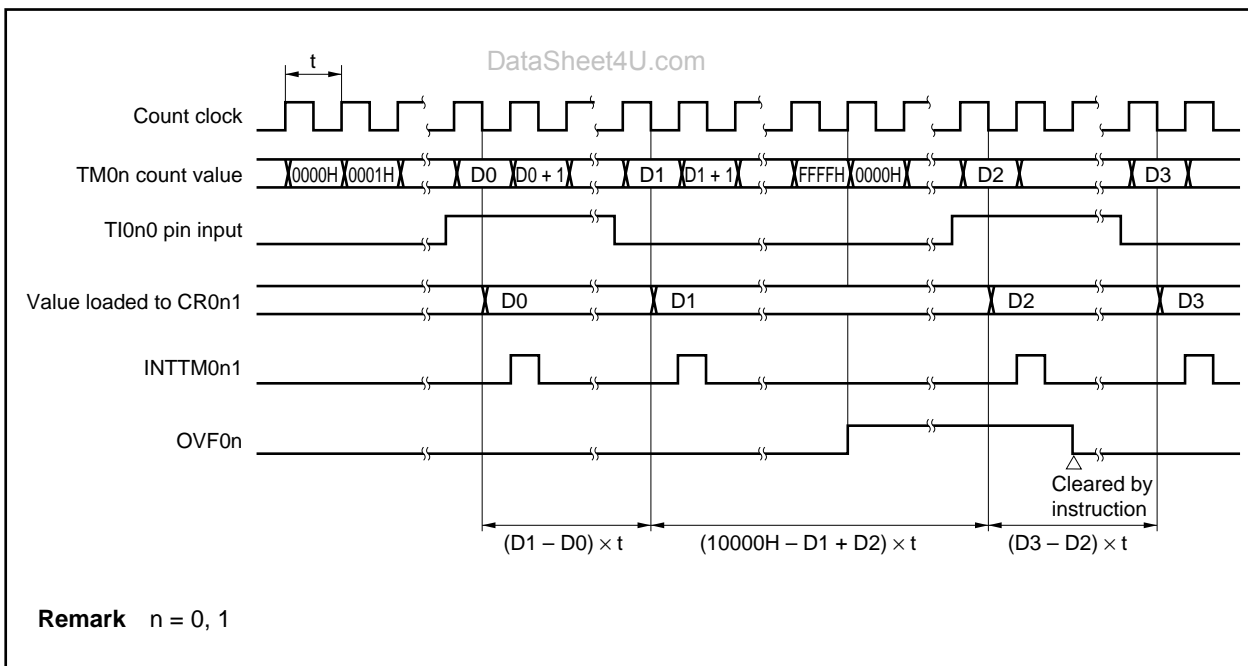 DataSheet4U.com
t
Count clock
TM0n count value 0000H 0001H D0 D0 + 1 D1 D1 + 1 FFFFH 0000H D2 D3
TI0n0 pin input
Value loaded to CR0n1 D0 D1 D2 D3
INTTM0n1
OVF0n
Cleared by
instruction
(D1 – D0) × t (10000H – D1 + D2) × t (D3 – D2) × t
Remark n = 0, 1